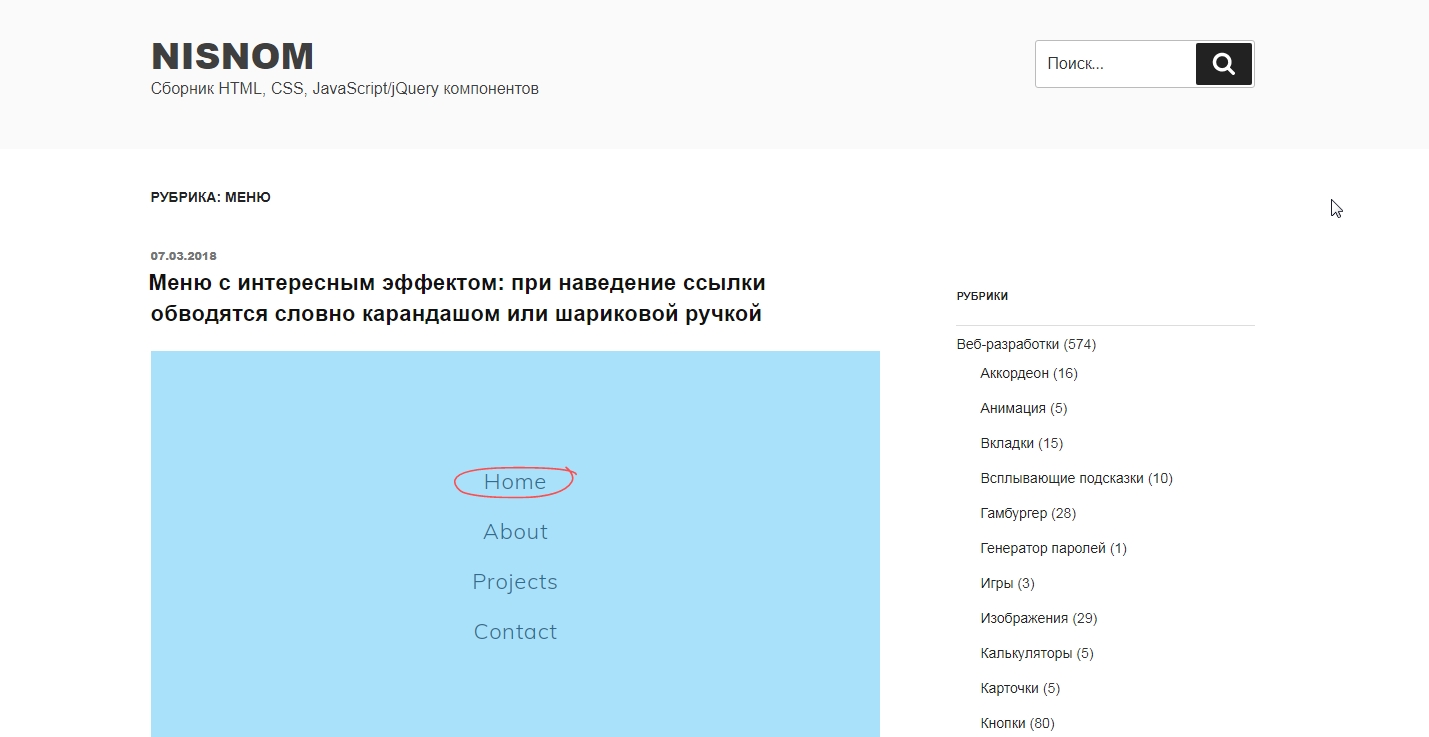 NISNOM
Сборник HTML, CSS, JavaScript/jQuery компонентов
Поиск...
РУБРИКА: МЕНЮ
07.03.2018
Меню с интересным эффектом: при наведение ссылки
обводятся словно карандашом или шариковой ручкой
Home
About
Projects
Contact
РУБРИКИ
Веб-разработки (574)
Аккордеон (16)
Анимация (5)
Вкладки (15)
Всплывающие подсказки (10)
Гамбургер (28)
Генератор паролей (1)
Игры (3)
Изображения (29)
Калькуляторы (5)
Карточки (5)
Кнопки (80)